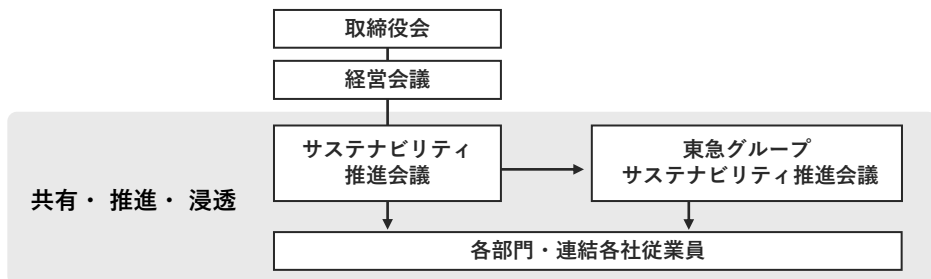 取締役会
経営会議
サステナビリティ
推進会議
東急グループ
サステナビリティ推進会議
共有・ 推進・ 浸透
各部門・連結各社従業員